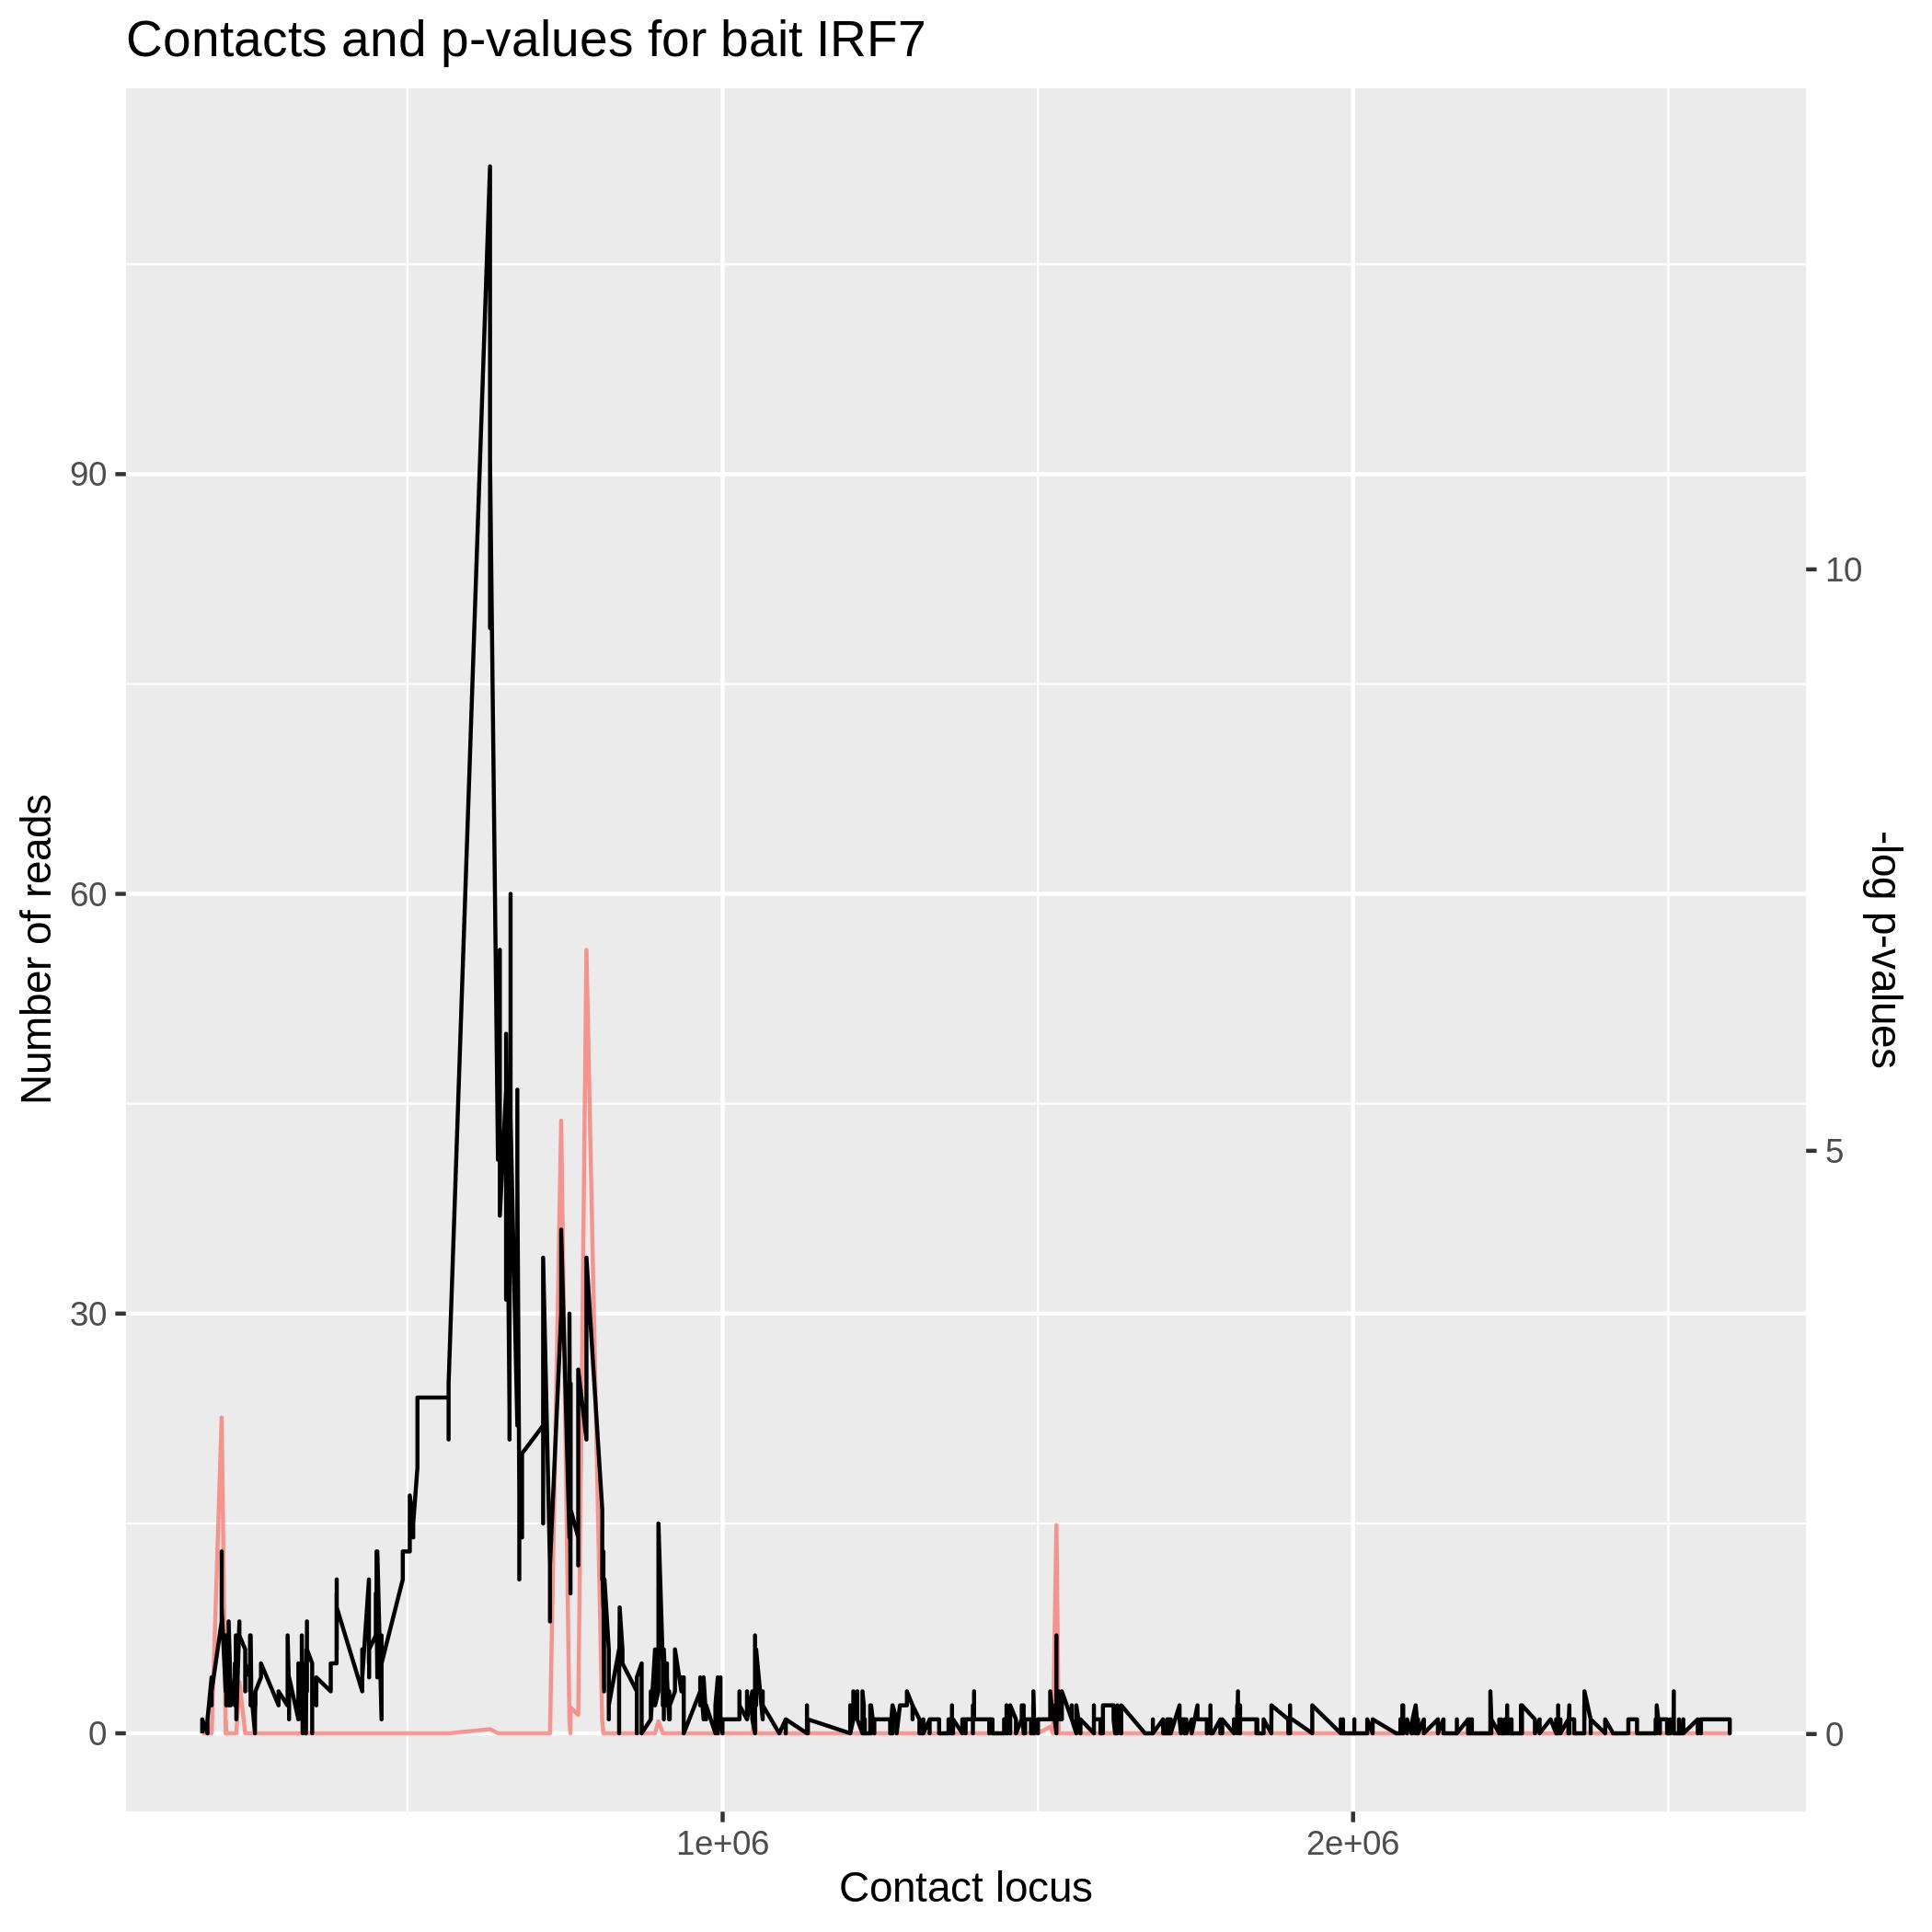 Contacts and p-values for bait IRF7
Number of reads
90
60
30
0
10
5
0
-log p-values
1e+06
2e+06
Contact locus